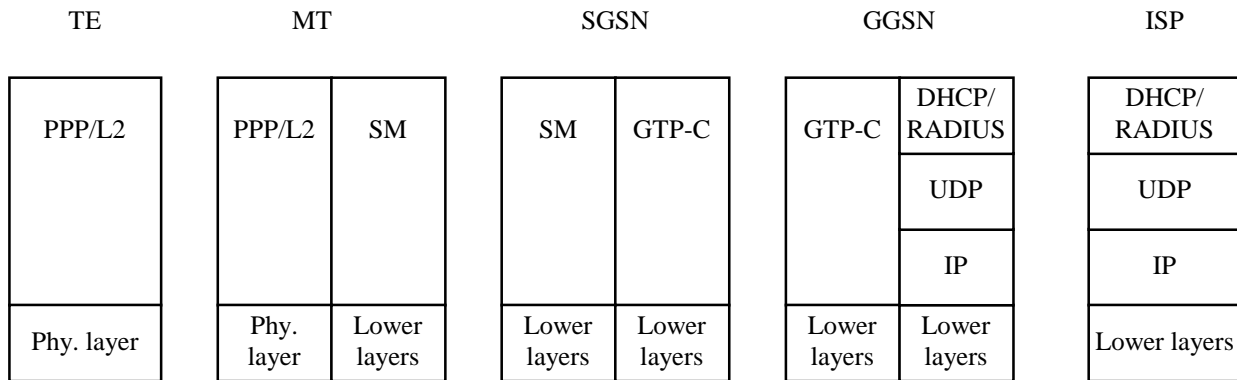 TE
MT
SGSN
GGSN
ISP
PPP/L2
PPP/L2
SM
SM
GTP-C
GTP-C
DHCP/
RADIUS
DHCP/
RADIUS
UDP
UDP
IP
IP
Phy. layer
Phy.
layer
Lower
layers
Lower
layers
Lower
layers
Lower
layers
Lower
layers
Lower layers